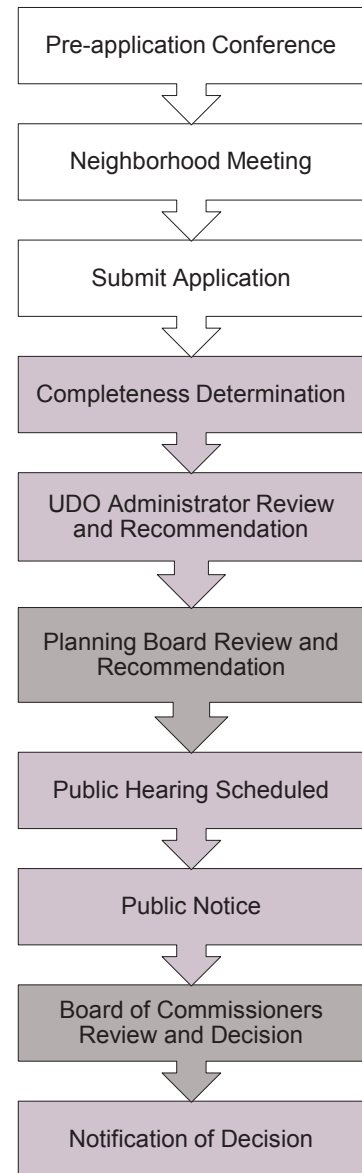 Pre-application Conference
Neighborhood Meeting
Submit Application
Completeness Determination
UDO Administrator Review
and Recommendation
Planning Board Review and
Recommendation
Public Hearing Scheduled
Public Notice
Board of Commissioners
Review and Decision
Notification of Decision